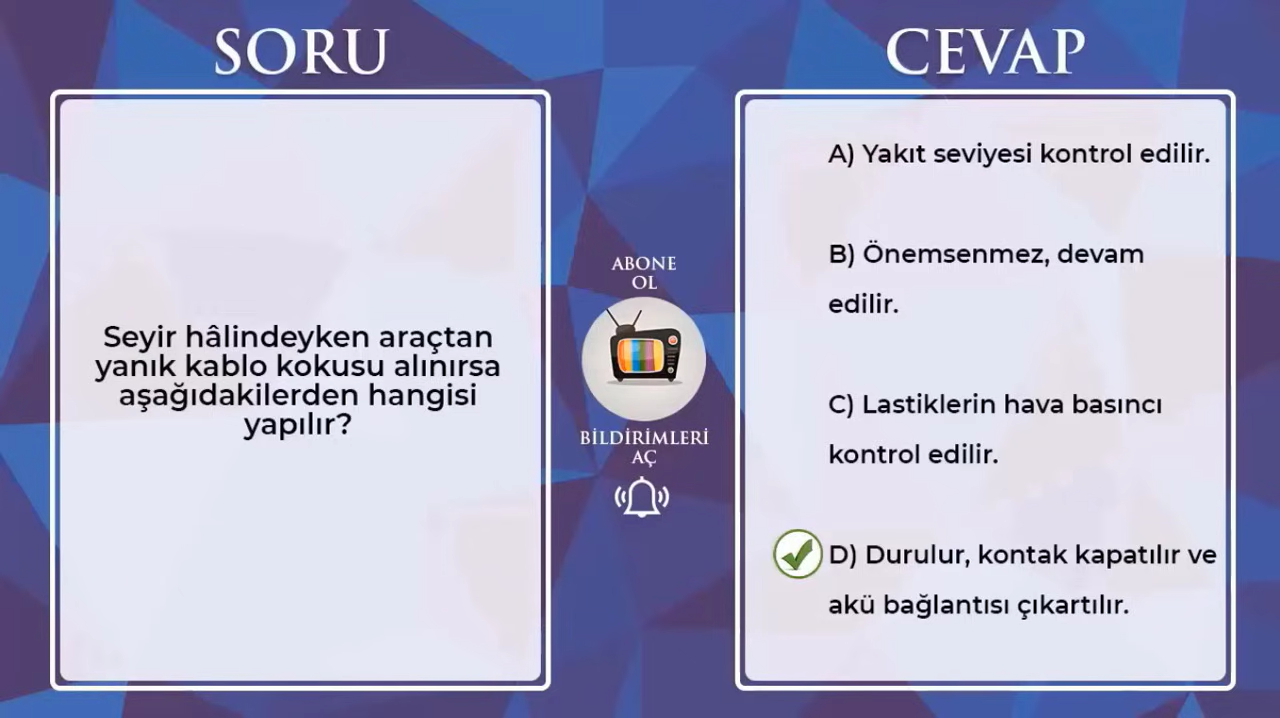 SORU
Seyir hâlindeyken araçtan
yanık kablo kokusu alınırsa
aşağıdakilerden hangisi
yapılır?
ABONE
OL
BİLDİRİMLERİ
AÇ
CEVAP
A) Yakıt seviyesi kontrol edilir.
B) Önemsenmez, devam
edilir.
C) Lastiklerin hava basıncı
kontrol edilir.
D) Durulur, kontak kapatılır ve
akü bağlantısı çıkartılır.